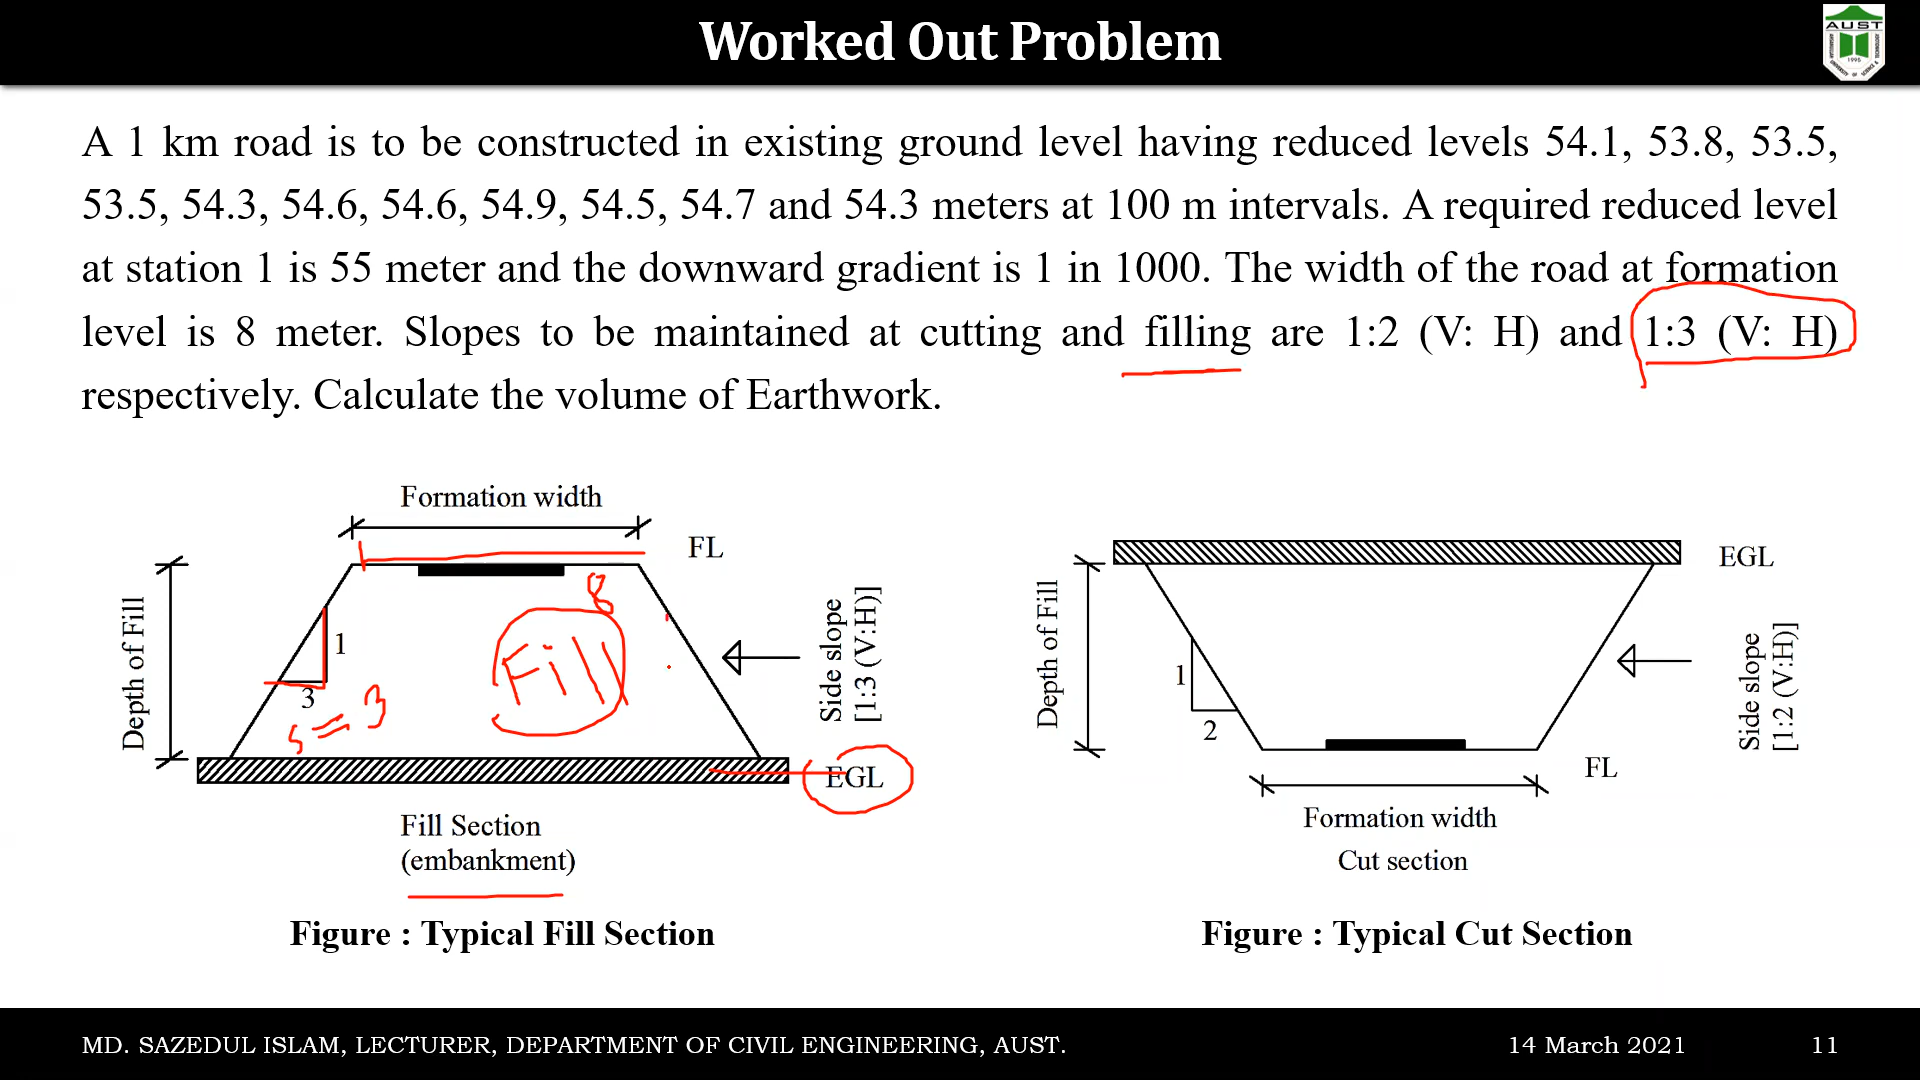 Worked Out Problem
AUST
1995
A 1 km road is to be constructed in existing ground level having reduced levels 54.1, 53.8, 53.5,
53.5, 54.3, 54.6, 54.6, 54.9, 54.5, 54.7 and 54.3 meters at 100 m intervals. A required reduced level
at station 1 is 55 meter and the downward gradient is 1 in 1000. The width of the road at formation
level is 8 meter. Slopes to be maintained at cutting and filling are 1:2 (V: H) and 1:3 (V: H)
respectively. Calculate the volume of Earthwork.
Formation width
FL
8
Depth of Fill
1
3
s = 3
Fill
Side slope
[1:3 (V:H)]
EGL
Fill Section
(embankment)
Figure : Typical Fill Section
EGL
Depth of Fill
1
2
Side slope
[1:2 (V:H)]
FL
Formation width
Cut section
Figure : Typical Cut Section
MD. SAZEDUL ISLAM, LECTURER, DEPARTMENT OF CIVIL ENGINEERING, AUST.
14 March 2021
11